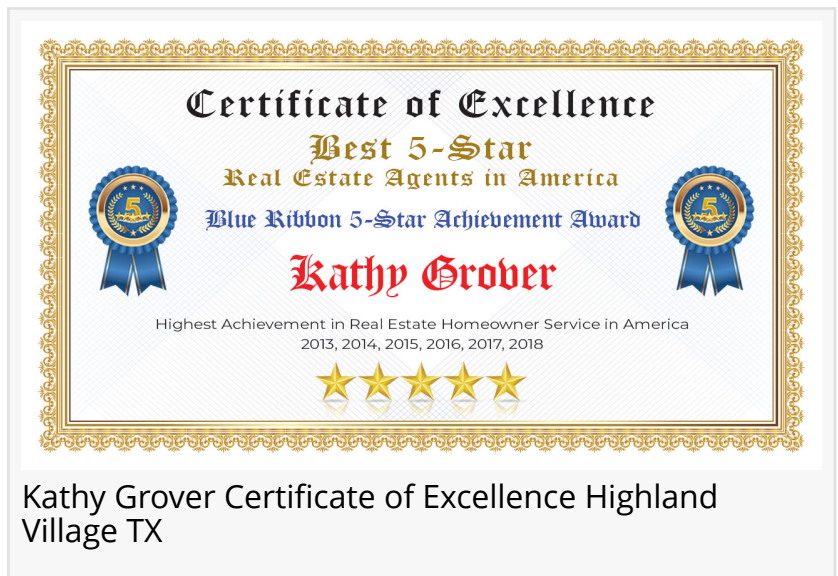 Certificate of Excellence
Best 5-Star
Real Estate Agents in America
Blue Ribbon 5-Star Achievement Award
5
5
Kathy Grover
Highest Achievement in Real Estate Homeowner Service in America
2013, 2014, 2015, 2016, 2017, 2018
Kathy Grover Certificate of Excellence Highland
Village TX